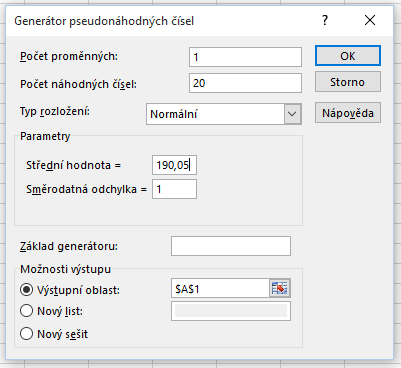 Generátor pseudonáhodných čísel
?
Počet proměnných: 1 OK
Počet náhodných čísel: 20 Storno
Typ rozložení: Normální Nápověda
Parametry
Střední hodnota = 190,05
Směrodatná odchylka = 1
Základ generátoru:
Možnosti výstupu
Výstupní oblast: $A$1
Nový list:
Nový sešit